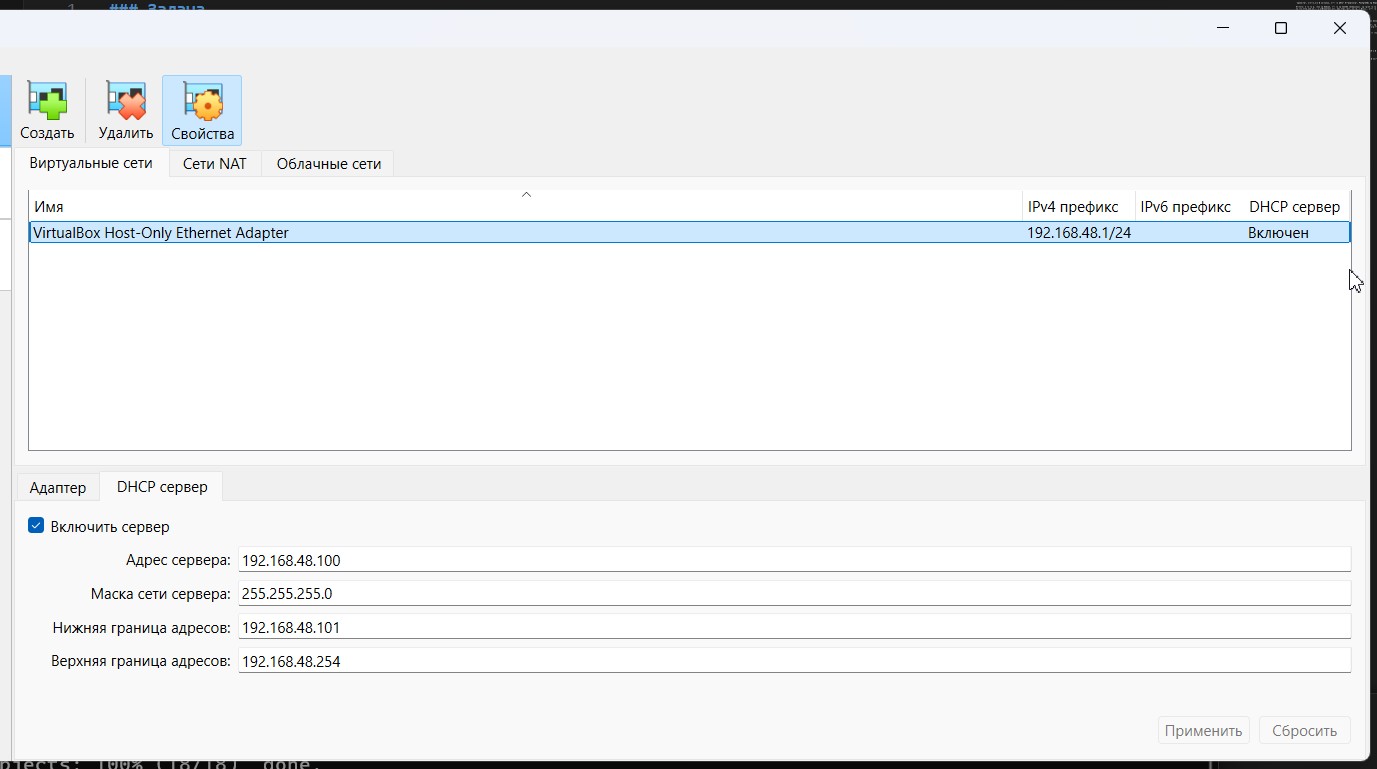 1 ### Задача
Создать Удалить Свойства
Виртуальные сети Сети NAT Облачные сети
Имя IPv4 префикс IPv6 префикс DHCP сервер
VirtualBox Host-Only Ethernet Adapter 192.168.48.1/24 Включен
Адаптер DHCP сервер
Включить сервер
Адрес сервера: 192.168.48.100
Маска сети сервера: 255.255.255.0
Нижняя граница адресов: 192.168.48.101
Верхняя граница адресов: 192.168.48.254
Применить Сбросить
bjects: 100% (18/18), done.